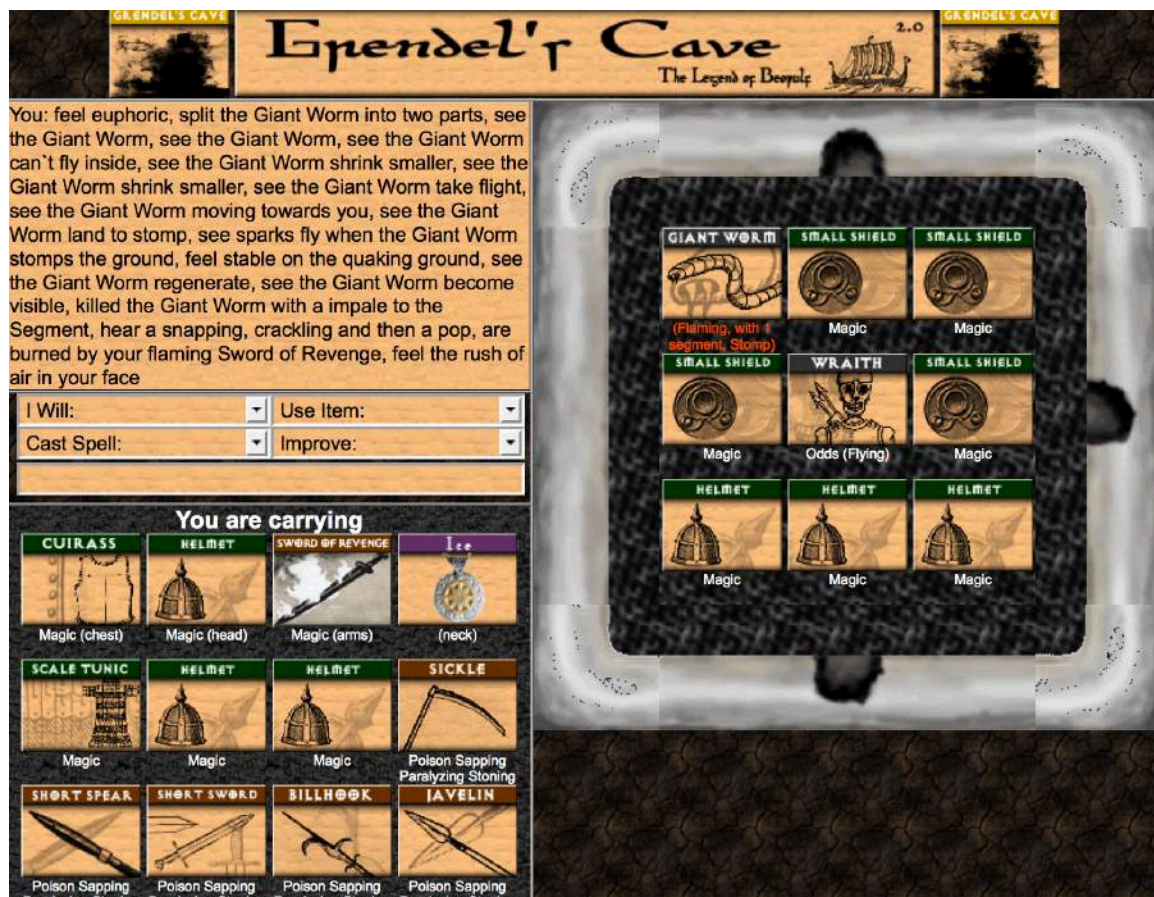 GRENDEL'S CAVE
Grendel's Cave
2.0
The Legend of Beowulf
GRENDEL'S CAVE
You: feel euphoric, split the Giant Worm into two parts, see
the Giant Worm, see the Giant Worm, see the Giant Worm
can`t fly inside, see the Giant Worm shrink smaller, see the
Giant Worm shrink smaller, see the Giant Worm take flight,
see the Giant Worm moving towards you, see the Giant
Worm land to stomp, see sparks fly when the Giant Worm
stomps the ground, feel stable on the quaking ground, see
the Giant Worm regenerate, see the Giant Worm become
visible, killed the Giant Worm with a impale to the
Segment, hear a snapping, crackling and then a pop, are
burned by your flaming Sword of Revenge, feel the rush of
air in your face
I Will:
Use Item:
Cast Spell:
Improve:
You are carrying
CUIRASS
HELMET
SWORD OF REVENGE
Ice
Magic (chest)
Magic (head)
Magic (arms)
(neck)
SCALE TUNIC
HELMET
HELMET
SICKLE
Magic
Magic
Magic
Poison Sapping
Paralyzing Stoning
SHORT SPEAR
SHORT SWORD
BILLHOOK
JAVELIN
Poison Sapping
Poison Sapping
Poison Sapping
Poison Sapping
GIANT WORM
SMALL SHIELD
SMALL SHIELD
(Flaming, with 1
segment, Stomp)
Magic
Magic
SMALL SHIELD
WRAITH
SMALL SHIELD
Magic
Odds (Flying)
Magic
HELMET
HELMET
HELMET
Magic
Magic
Magic